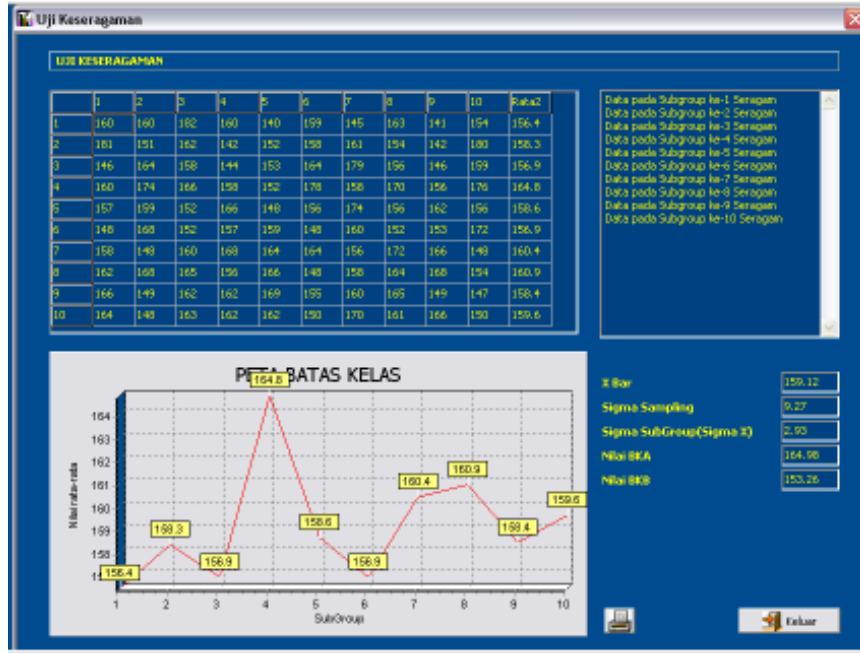 Uji Keseragaman
UJI KESERAGAMAN
1 2 3 4 5 6 7 8 9 10 Rata2
1 160 160 182 160 140 159 145 163 141 154 156.4
2 181 151 162 142 152 158 161 154 142 180 158.3
3 146 164 158 144 153 164 179 156 146 159 156.9
4 160 174 166 158 152 178 158 170 156 176 164.8
5 157 159 152 166 148 156 174 156 162 156 158.6
6 148 168 152 157 159 148 160 152 153 172 156.9
7 158 148 160 168 164 164 156 172 166 148 160.4
8 162 168 165 156 166 148 158 164 168 154 160.9
9 166 149 162 162 169 155 160 165 149 147 158.4
10 164 148 163 162 162 150 170 161 166 150 159.6
Data pada Subgroup ke-1 Seragam
Data pada Subgroup ke-2 Seragam
Data pada Subgroup ke-3 Seragam
Data pada Subgroup ke-4 Seragam
Data pada Subgroup ke-5 Seragam
Data pada Subgroup ke-6 Seragam
Data pada Subgroup ke-7 Seragam
Data pada Subgroup ke-8 Seragam
Data pada Subgroup ke-9 Seragam
Data pada Subgroup ke-10 Seragam
BATAS KELAS
164.8
164
163
162
161
160
159
158
Nilai rata-rata
156.4
158.3
156.9
158.6
156.9
160.4
160.9
158.4
159.6
1 2 3 4 5 6 7 8 9 10
SubGroup
X Bar 159.12
Sigma Sampling 9.27
Sigma SubGroup(Sigma X) 2.93
Nilai BKA 164.98
Nilai BKB 153.26
Keluar